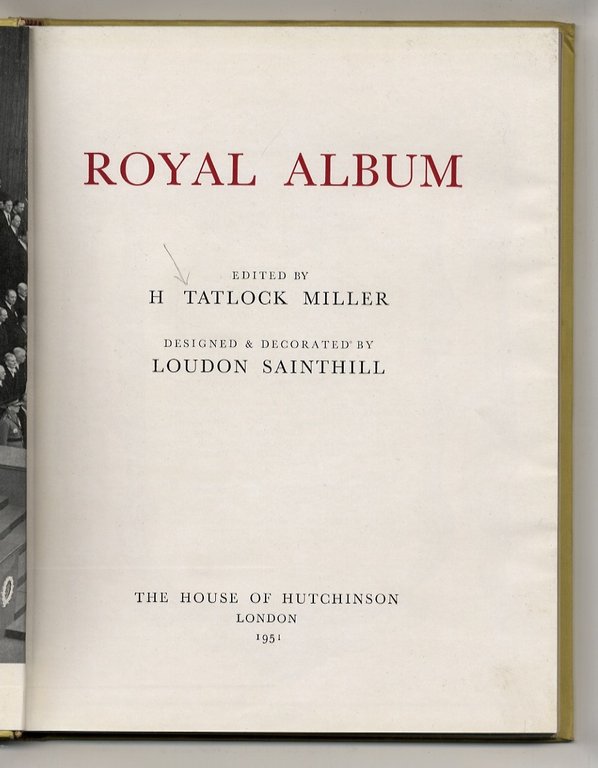 ROYAL ALBUM
EDITED BY
H TATLOCK MILLER
DESIGNED & DECORATED BY
LOUDON SAINTHILL
THE HOUSE OF HUTCHINSON
LONDON
1951